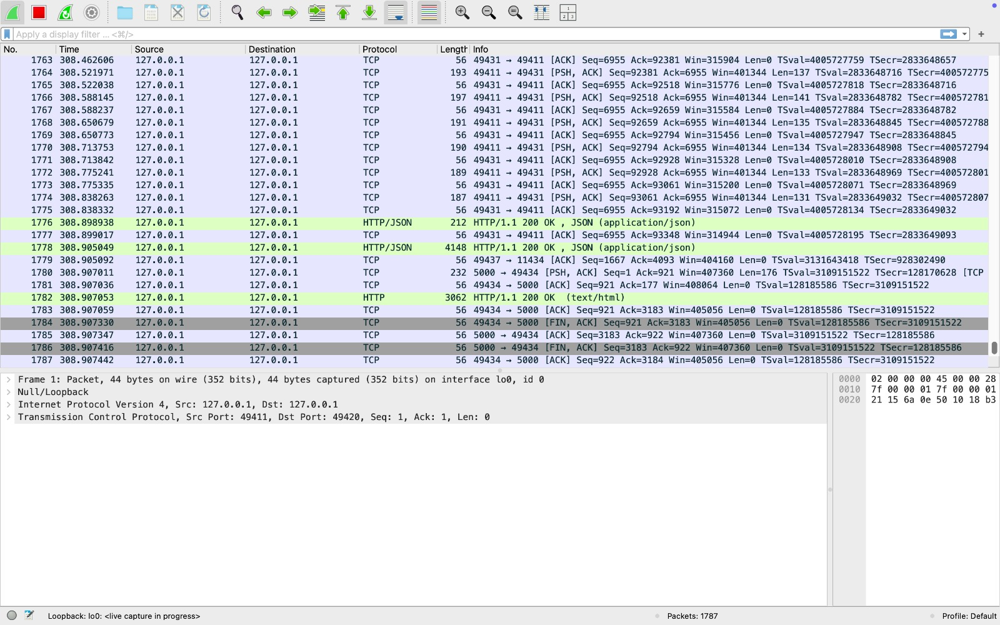 Apply a display filter ... <⌘/>
No. Time Source Destination Protocol Length Info
1763 308.462606 127.0.0.1 127.0.0.1 TCP 56 49431 → 49411 [ACK] Seq=6955 Ack=92381 Win=315904 Len=0 TSval=4005727759 TSecr=2833648657
1764 308.521971 127.0.0.1 127.0.0.1 TCP 193 49411 → 49431 [PSH, ACK] Seq=92381 Ack=6955 Win=401344 Len=137 TSval=2833648716 TSecr=400572775
1765 308.522038 127.0.0.1 127.0.0.1 TCP 56 49431 → 49411 [ACK] Seq=6955 Ack=92518 Win=315776 Len=0 TSval=4005727818 TSecr=2833648716
1766 308.588145 127.0.0.1 127.0.0.1 TCP 197 49411 → 49431 [PSH, ACK] Seq=92518 Ack=6955 Win=401344 Len=141 TSval=2833648782 TSecr=400572781
1767 308.588237 127.0.0.1 127.0.0.1 TCP 56 49431 → 49411 [ACK] Seq=6955 Ack=92659 Win=315584 Len=0 TSval=4005727884 TSecr=2833648782
1768 308.650679 127.0.0.1 127.0.0.1 TCP 191 49411 → 49431 [PSH, ACK] Seq=92659 Ack=6955 Win=401344 Len=135 TSval=2833648845 TSecr=400572788
1769 308.650773 127.0.0.1 127.0.0.1 TCP 56 49431 → 49411 [ACK] Seq=6955 Ack=92794 Win=315456 Len=0 TSval=4005727947 TSecr=2833648845
1770 308.713753 127.0.0.1 127.0.0.1 TCP 190 49411 → 49431 [PSH, ACK] Seq=92794 Ack=6955 Win=401344 Len=134 TSval=2833648908 TSecr=400572794
1771 308.713842 127.0.0.1 127.0.0.1 TCP 56 49431 → 49411 [ACK] Seq=6955 Ack=92928 Win=315328 Len=0 TSval=4005728010 TSecr=2833648908
1772 308.775241 127.0.0.1 127.0.0.1 TCP 189 49411 → 49431 [PSH, ACK] Seq=92928 Ack=6955 Win=401344 Len=133 TSval=2833648969 TSecr=400572801
1773 308.775335 127.0.0.1 127.0.0.1 TCP 56 49431 → 49411 [ACK] Seq=6955 Ack=93061 Win=315200 Len=0 TSval=4005728071 TSecr=2833648969
1774 308.838263 127.0.0.1 127.0.0.1 TCP 187 49411 → 49431 [PSH, ACK] Seq=93061 Ack=6955 Win=401344 Len=131 TSval=2833649032 TSecr=400572807
1775 308.838332 127.0.0.1 127.0.0.1 TCP 56 49431 → 49411 [ACK] Seq=6955 Ack=93192 Win=315072 Len=0 TSval=4005728134 TSecr=2833649032
1776 308.898938 127.0.0.1 127.0.0.1 HTTP/JSON 212 HTTP/1.1 200 OK , JSON (application/json)
1777 308.899017 127.0.0.1 127.0.0.1 TCP 56 49431 → 49411 [ACK] Seq=6955 Ack=93348 Win=314944 Len=0 TSval=4005728195 TSecr=2833649093
1778 308.905049 127.0.0.1 127.0.0.1 HTTP/JSON 4148 HTTP/1.1 200 OK , JSON (application/json)
1779 308.905092 127.0.0.1 127.0.0.1 TCP 56 49437 → 11434 [ACK] Seq=1667 Ack=4093 Win=404160 Len=0 TSval=3131643418 TSecr=928302490
1780 308.907011 127.0.0.1 127.0.0.1 TCP 232 5000 → 49434 [PSH, ACK] Seq=1 Ack=921 Win=407360 Len=176 TSval=3109151522 TSecr=128170628 [TCP
1781 308.907036 127.0.0.1 127.0.0.1 TCP 56 49434 → 5000 [ACK] Seq=921 Ack=177 Win=408064 Len=0 TSval=128185586 TSecr=3109151522
1782 308.907053 127.0.0.1 127.0.0.1 HTTP 3062 HTTP/1.1 200 OK (text/html)
1783 308.907059 127.0.0.1 127.0.0.1 TCP 56 49434 → 5000 [ACK] Seq=921 Ack=3183 Win=405056 Len=0 TSval=128185586 TSecr=3109151522
1784 308.907330 127.0.0.1 127.0.0.1 TCP 56 49434 → 5000 [FIN, ACK] Seq=921 Ack=3183 Win=405056 Len=0 TSval=128185586 TSecr=3109151522
1785 308.907347 127.0.0.1 127.0.0.1 TCP 56 5000 → 49434 [ACK] Seq=3183 Ack=922 Win=407360 Len=0 TSval=3109151522 TSecr=128185586
1786 308.907416 127.0.0.1 127.0.0.1 TCP 56 5000 → 49434 [FIN, ACK] Seq=3183 Ack=922 Win=407360 Len=0 TSval=3109151522 TSecr=128185586
1787 308.907442 127.0.0.1 127.0.0.1 TCP 56 49434 → 5000 [ACK] Seq=922 Ack=3184 Win=405056 Len=0 TSval=128185586 TSecr=3109151522
Frame 1: Packet, 44 bytes on wire (352 bits), 44 bytes captured (352 bits) on interface lo0, id 0
Null/Loopback
Internet Protocol Version 4, Src: 127.0.0.1, Dst: 127.0.0.1
Transmission Control Protocol, Src Port: 49411, Dst Port: 49420, Seq: 1, Ack: 1, Len: 0
0000 02 00 00 00 45 00 00 28
0010 7f 00 00 01 7f 00 00 01
0020 21 15 6a 0e 50 10 18 b3
Loopback: lo0: <live capture in progress> Packets: 1787 Profile: Default